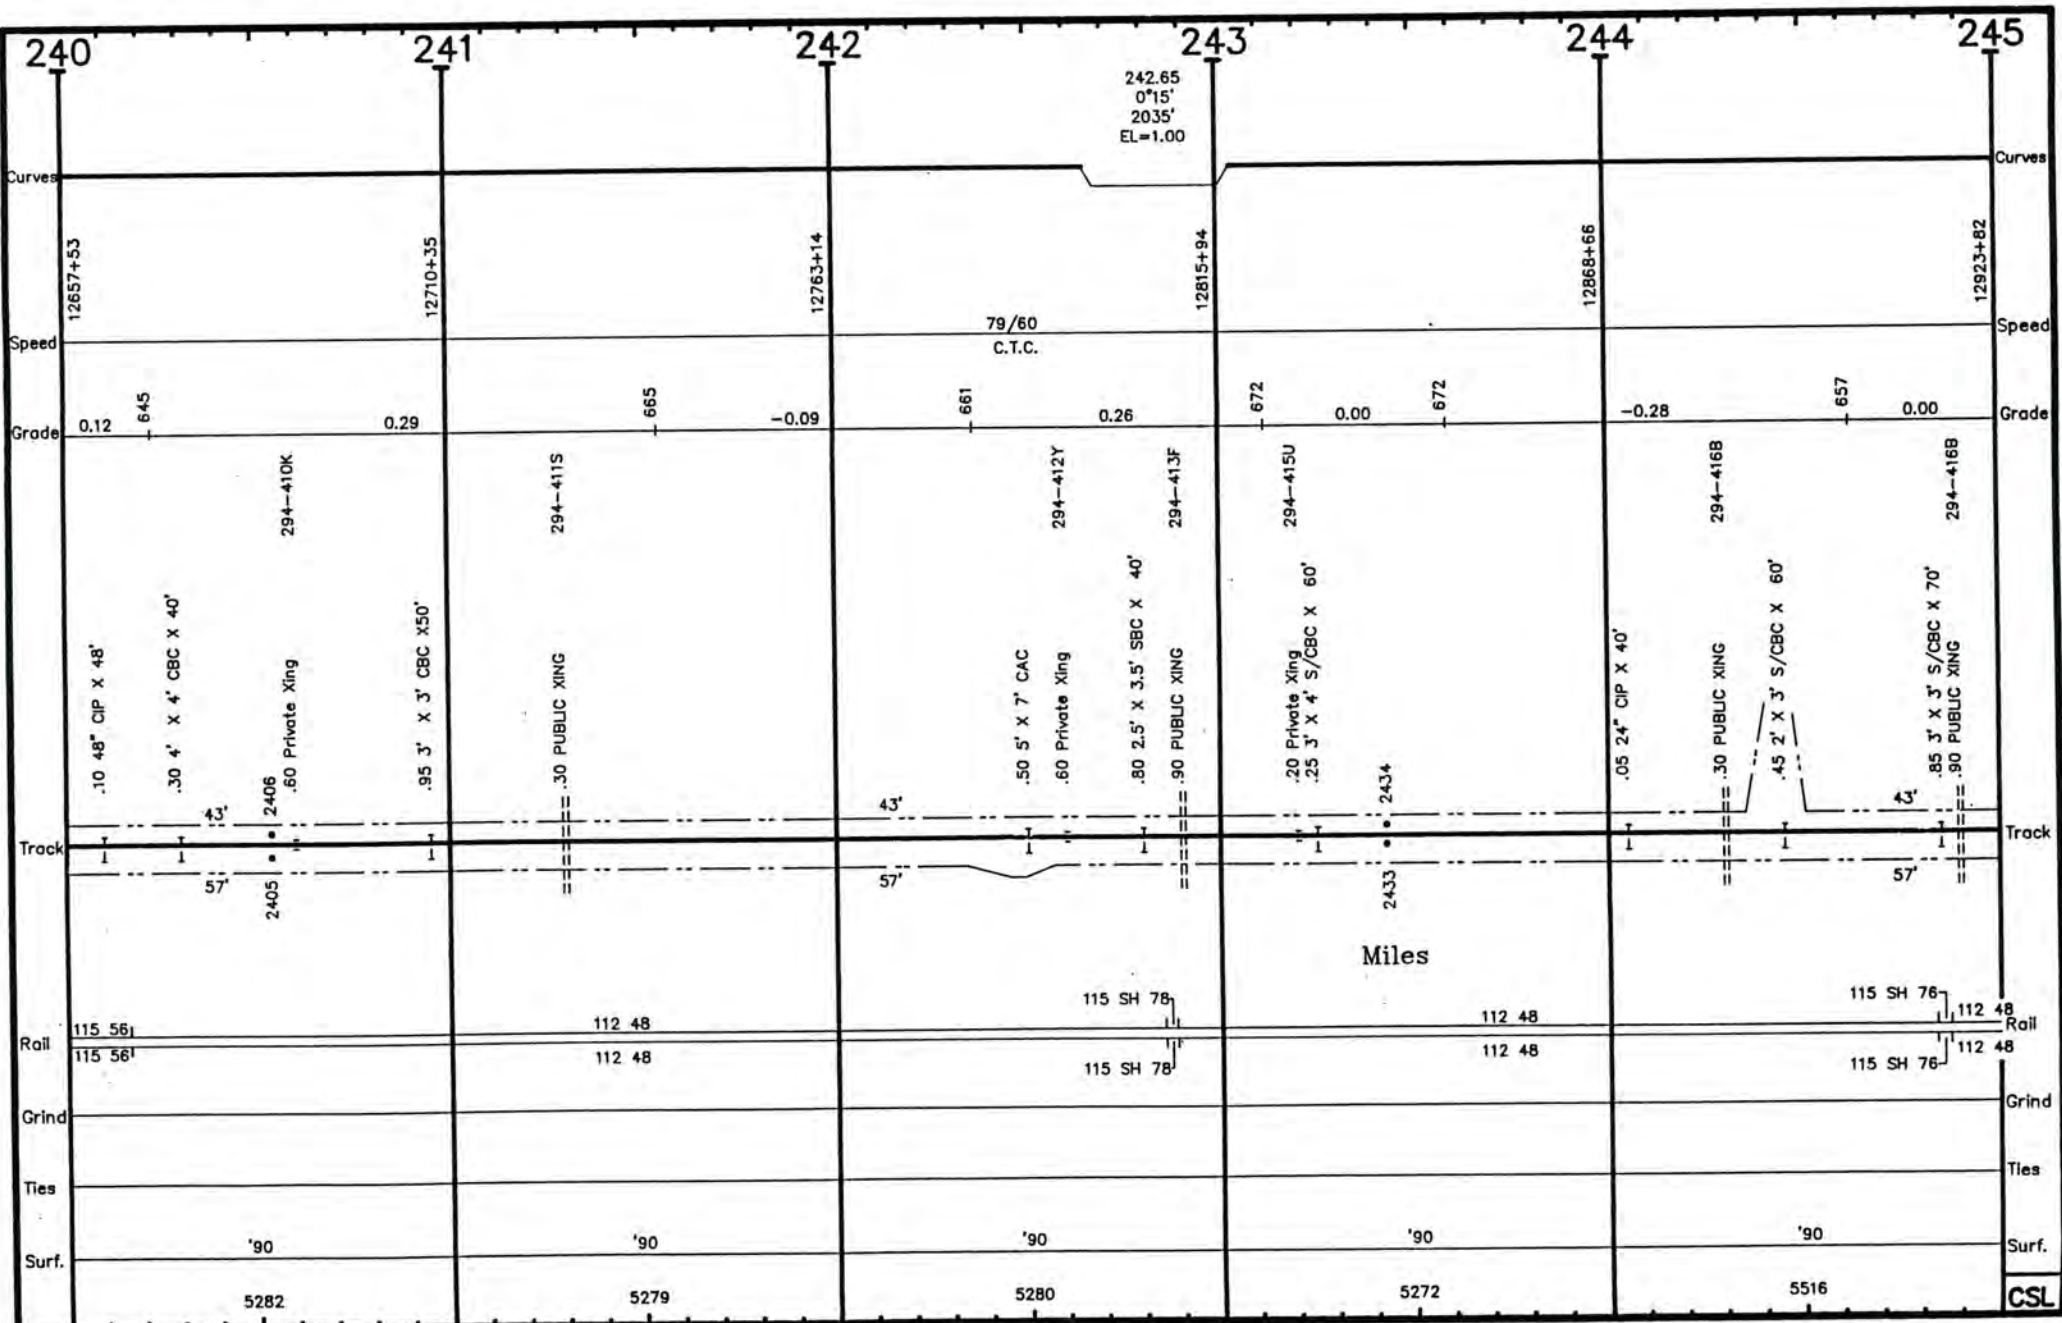 240 241 242 243 244 245
242.65
0°15'
2035'
EL=1.00
Curves Curves
12657+53 12710+35 12763+14 12815+94 12868+66 12923+82
Speed 79/60 Speed
C.T.C.
645 665 661 672 672 657
Grade 0.12 0.29 -0.09 0.26 0.00 -0.28 0.00 Grade
294-410K 294-411S 294-412Y 294-413F 294-415U 294-416B 294-416B
.10 48" CIP X 48'
.30 4' X 4' CBC X 40'
2406
.60 Private Xing
.95 3' X 3' CBC X50'
.30 PUBLIC XING
.50 5' X 7' CAC
.60 Private Xing
.80 2.5' X 3.5' SBC X 40'
.90 PUBLIC XING
.20 Private Xing
.25 3' X 4' S/CBC X 60'
2434
.05 24" CIP X 40'
.30 PUBLIC XING
.45 2' X 3' S/CBC X 60'
.85 3' X 3' S/CBC X 70'
.90 PUBLIC XING
43' 43' 43'
Track Track
57' 57' 57'
2405 2433
Miles
115 SH 78 115 SH 76
115 56 112 48 112 48 112 48
Rail Rail
115 56 112 48 112 48 112 48
115 SH 78 115 SH 76
Grind Grind
Ties Ties
'90 '90 '90 '90 '90
Surf. Surf.
5282 5279 5280 5272 5516
CSL